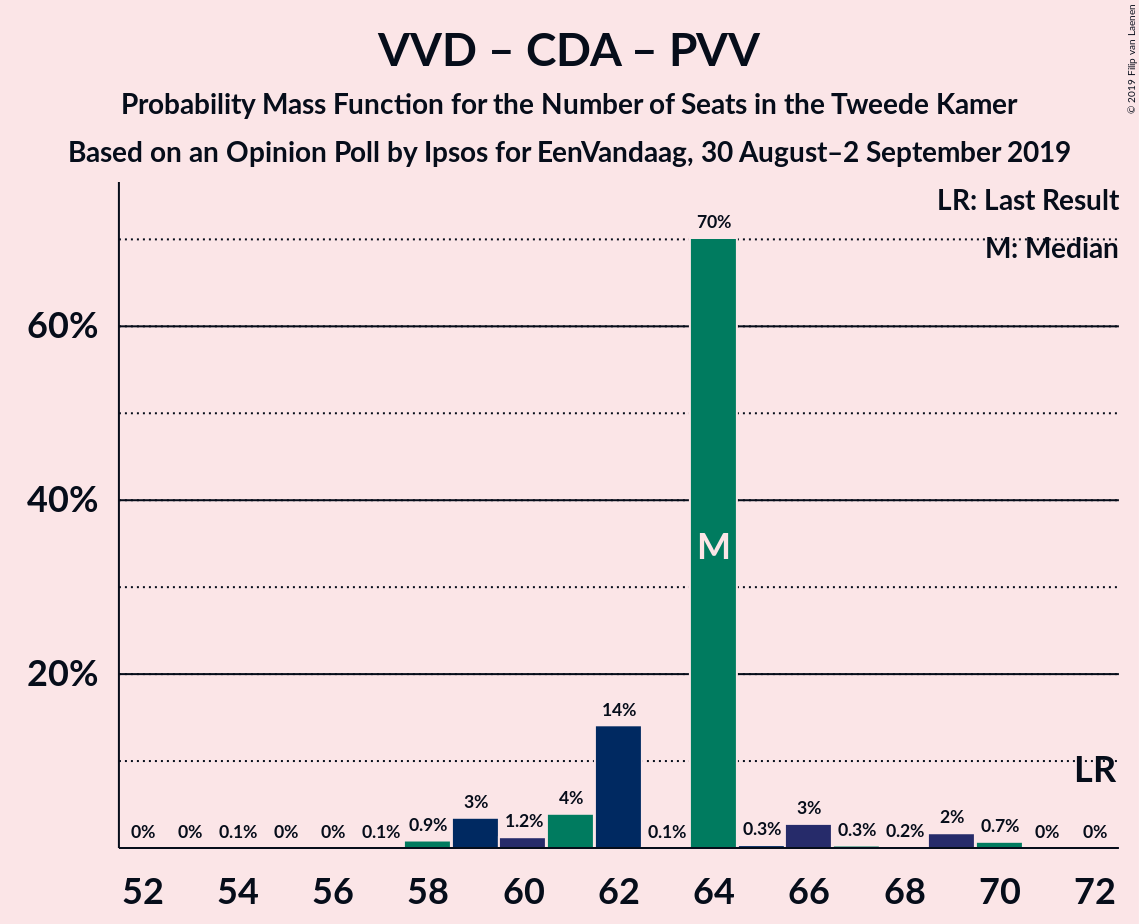 VVD – CDA – PVV
Probability Mass Function for the Number of Seats in the Tweede Kamer
Based on an Opinion Poll by Ipsos for EenVandaag, 30 August–2 September 2019
© 2019 Filip van Laenen
LR: Last Result
M: Median
70%
60%
40%
M
20%
14%
LR
0% 0% 0.1% 0% 0% 0.1% 0.9% 3% 1.2% 4% 0.1% 0.3% 3% 0.3% 0.2% 2% 0.7% 0% 0%
52 54 56 58 60 62 64 66 68 70 72